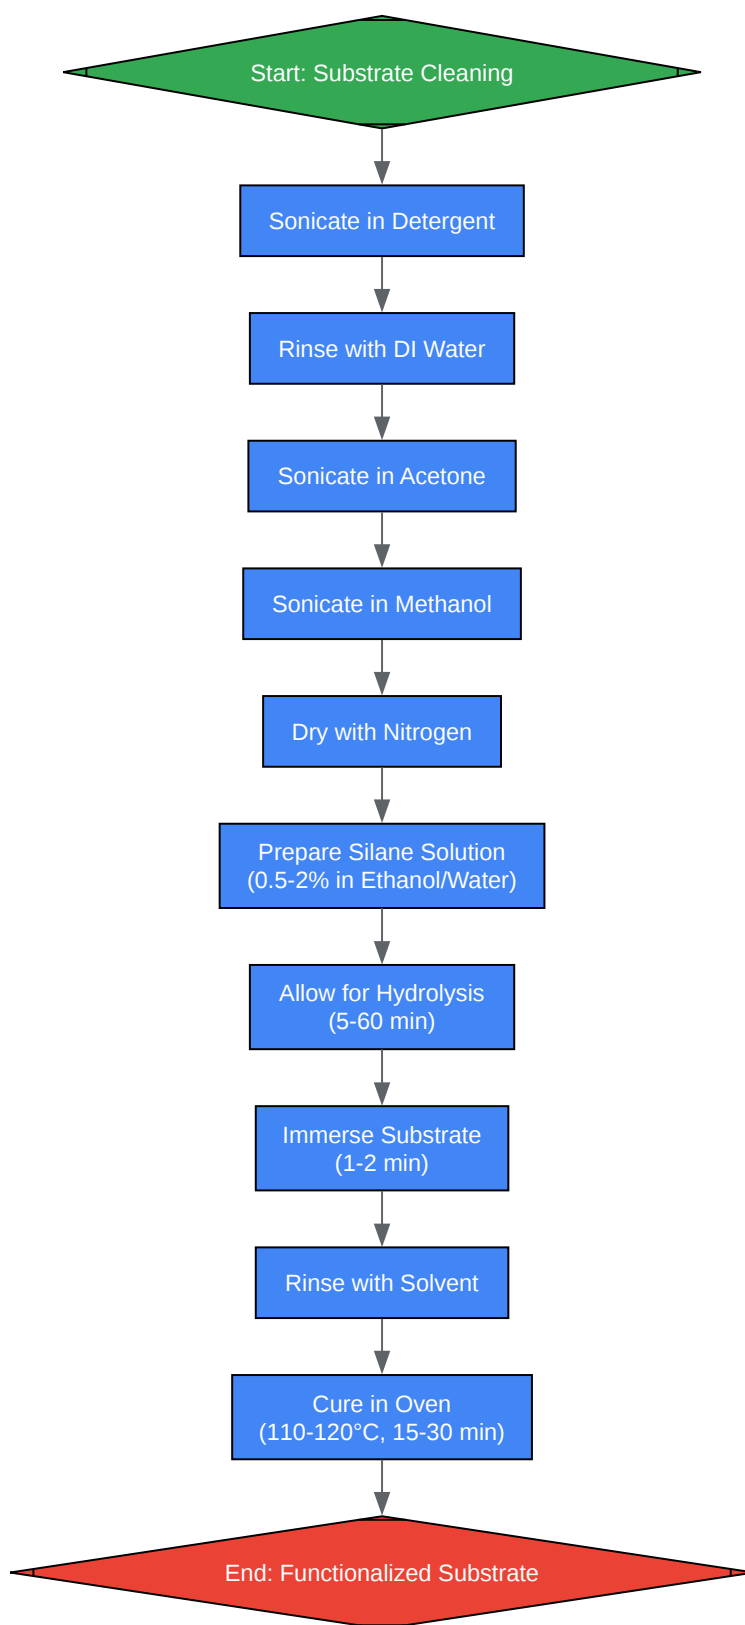 Start: Substrate Cleaning
Sonicate in Detergent
Rinse with DI Water
Sonicate in Acetone
Sonicate in Methanol
Dry with Nitrogen
Prepare Silane Solution
(0.5-2% in Ethanol/Water)
Allow for Hydrolysis
(5-60 min)
Immerse Substrate
(1-2 min)
Rinse with Solvent
Cure in Oven
(110-120°C, 15-30 min)
End: Functionalized Substrate